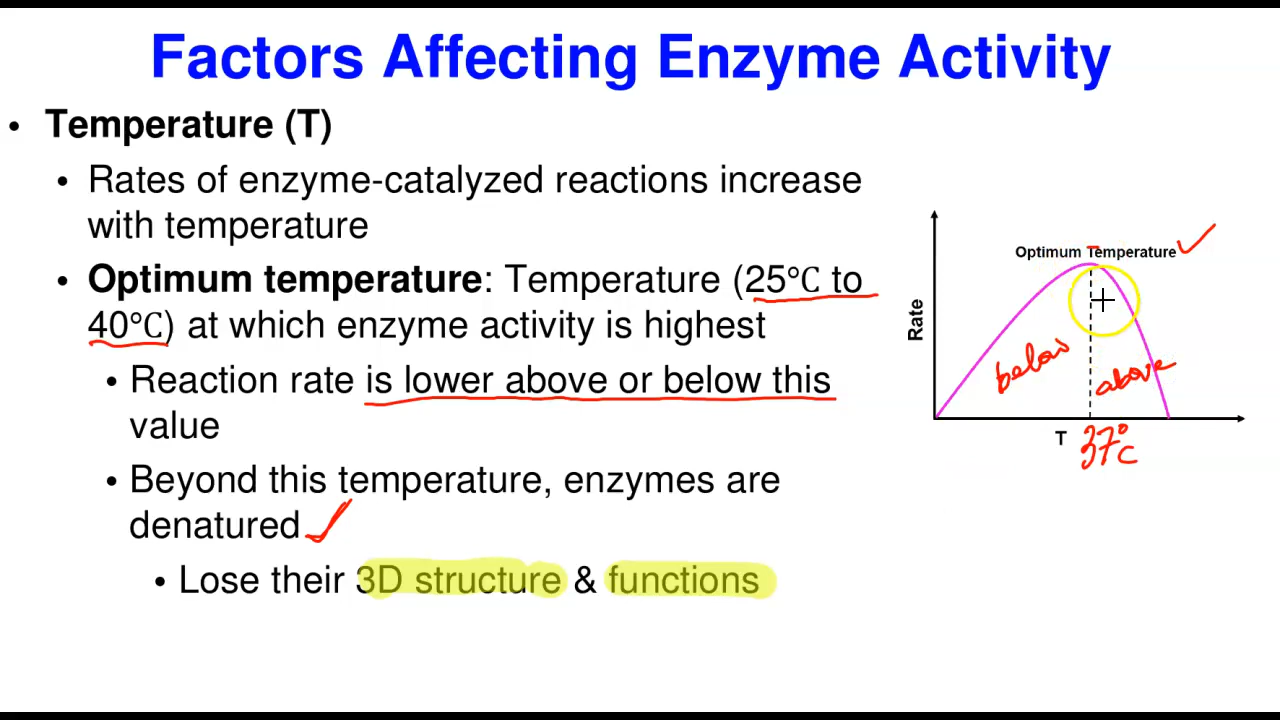 Factors Affecting Enzyme Activity
• Temperature (T)
• Rates of enzyme-catalyzed reactions increase
with temperature
• Optimum temperature: Temperature (25°C to
40°C) at which enzyme activity is highest
• Reaction rate is lower above or below this
value
• Beyond this temperature, enzymes are
denatured
• Lose their 3D structure & functions
Optimum Temperature
Rate
below
above
T
37°C